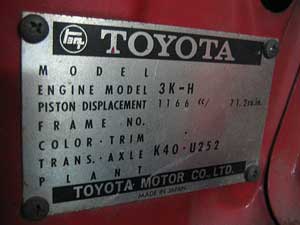 TOYOTA
MODEL
ENGINE MODEL 3K-H
PISTON DISPLACEMENT 1166 cc/ 71.2cu.in.
FRAME NO.
COLOR·TRIM
TRANS.·AXLE K40·U252
PLANT
TOYOTA MOTOR CO., LTD.
MADE IN JAPAN